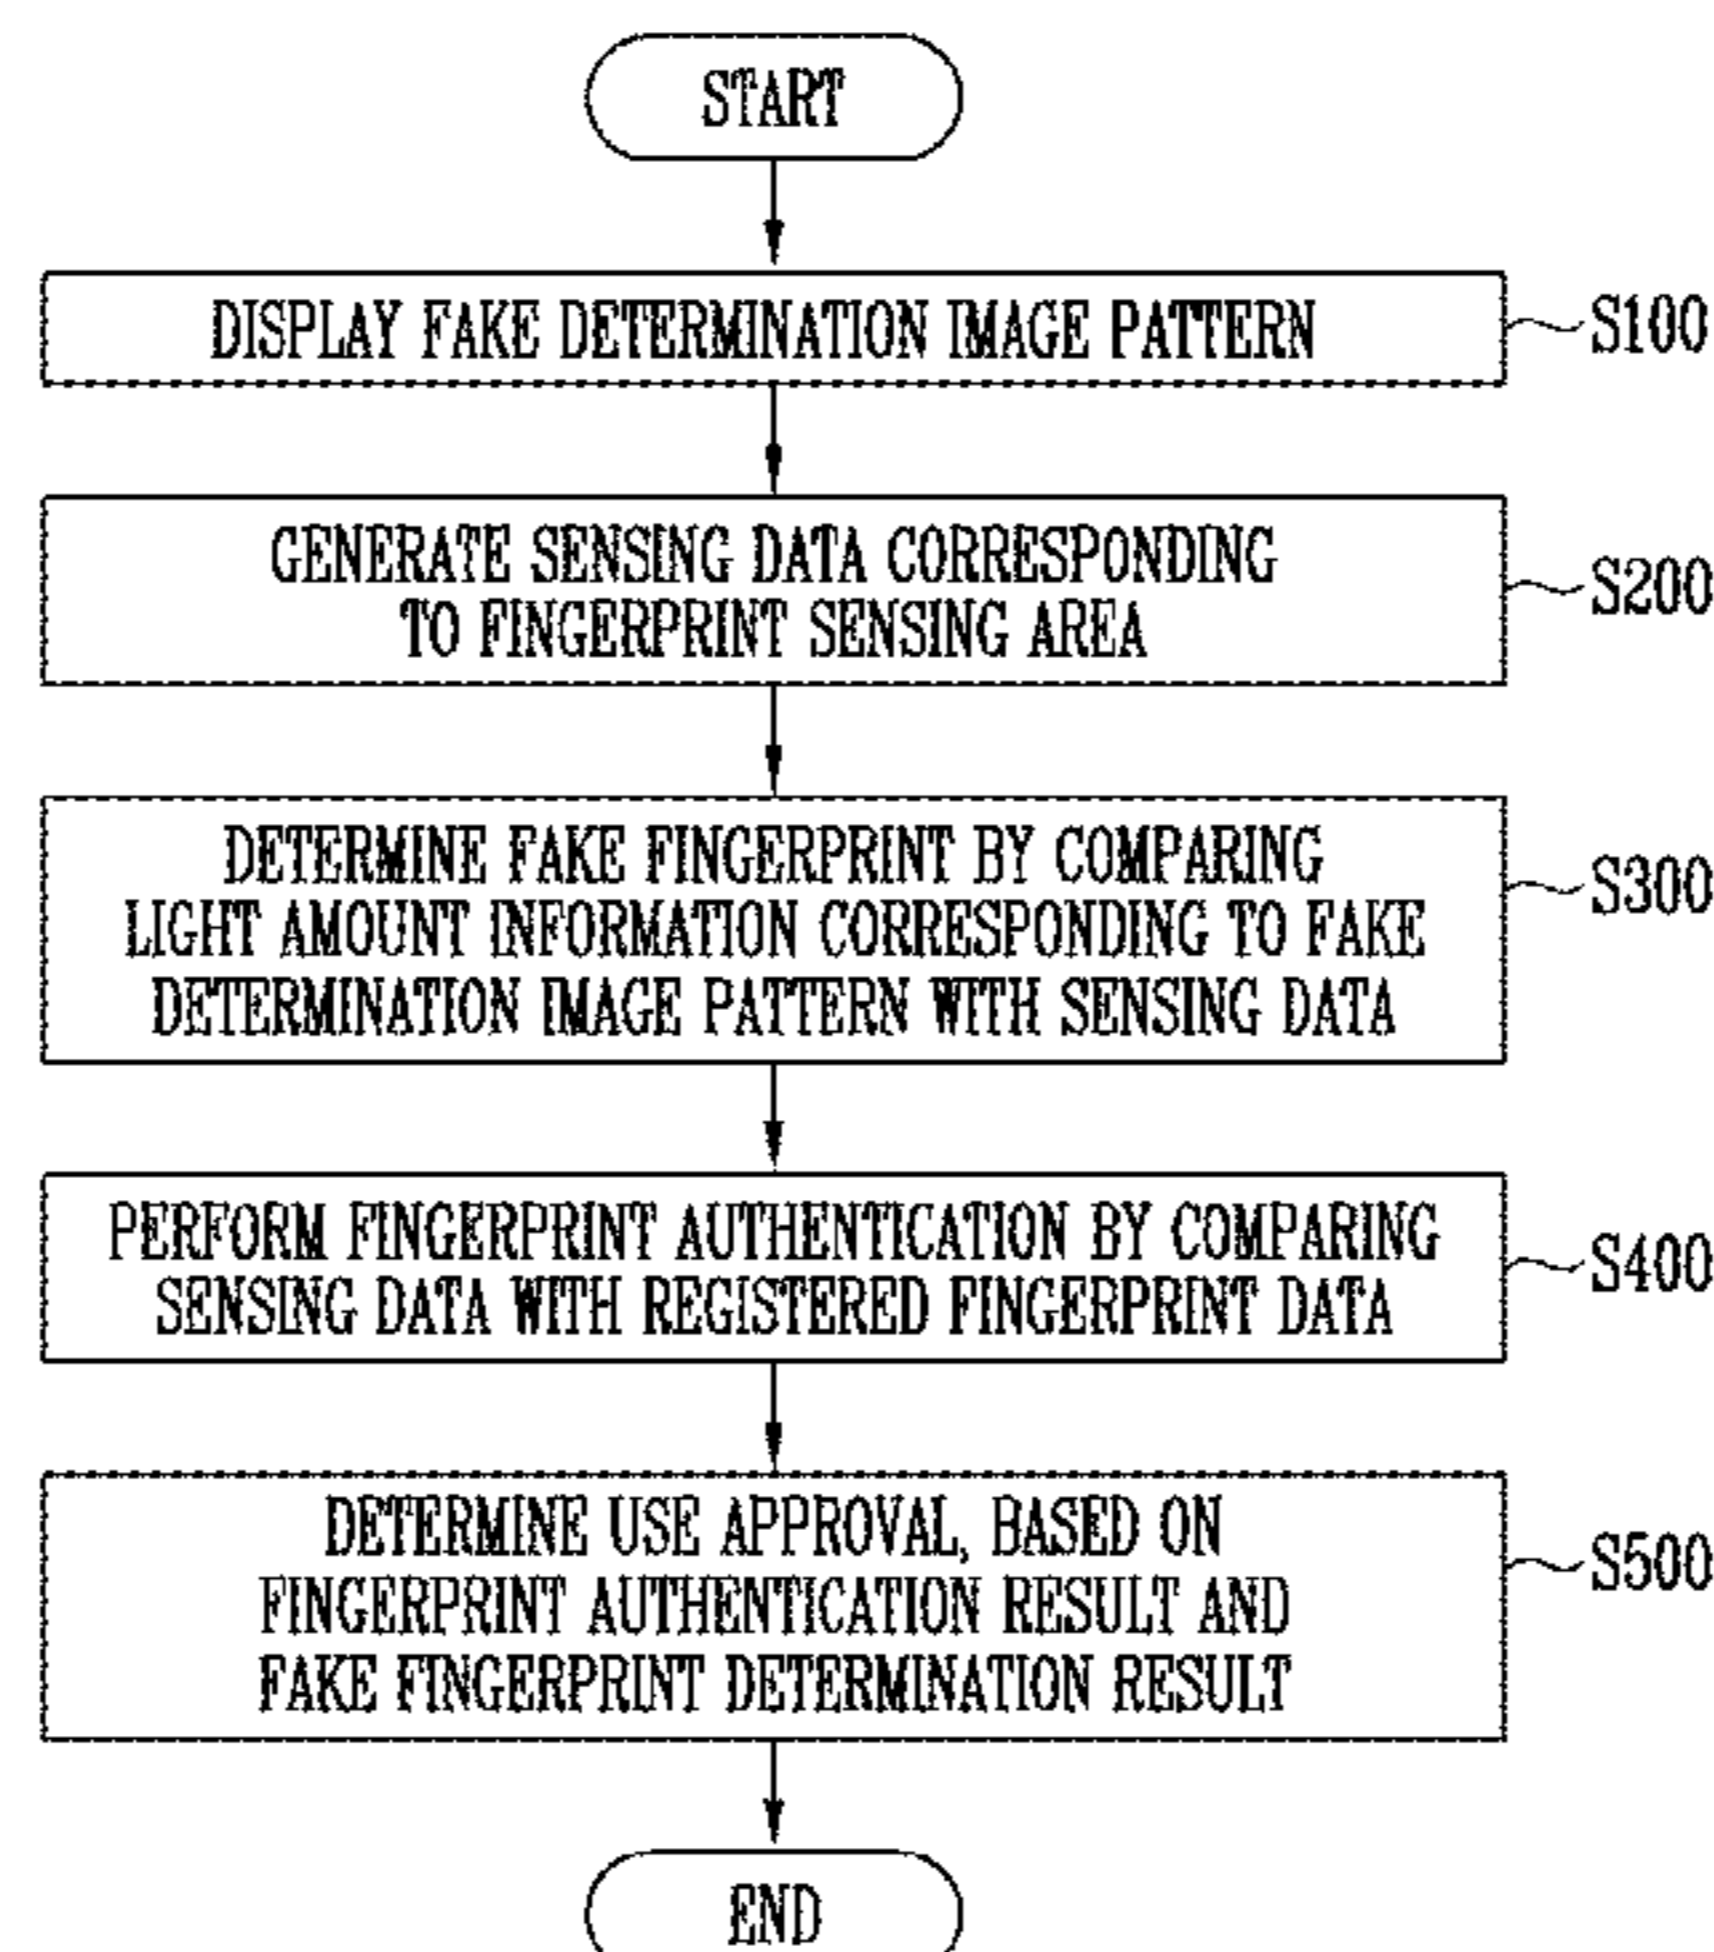 START
DISPLAY FAKE DETERMINATION IMAGE PATTERN
S100
GENERATE SENSING DATA CORRESPONDING
TO FINGERPRINT SENSING AREA
S200
DETERMINE FAKE FINGERPRINT BY COMPARING
LIGHT AMOUNT INFORMATION CORRESPONDING TO FAKE
DETERMINATION IMAGE PATTERN WITH SENSING DATA
S300
PERFORM FINGERPRINT AUTHENTICATION BY COMPARING
SENSING DATA WITH REGISTERED FINGERPRINT DATA
S400
DETERMINE USE APPROVAL, BASED ON
FINGERPRINT AUTHENTICATION RESULT AND
FAKE FINGERPRINT DETERMINATION RESULT
S500
END